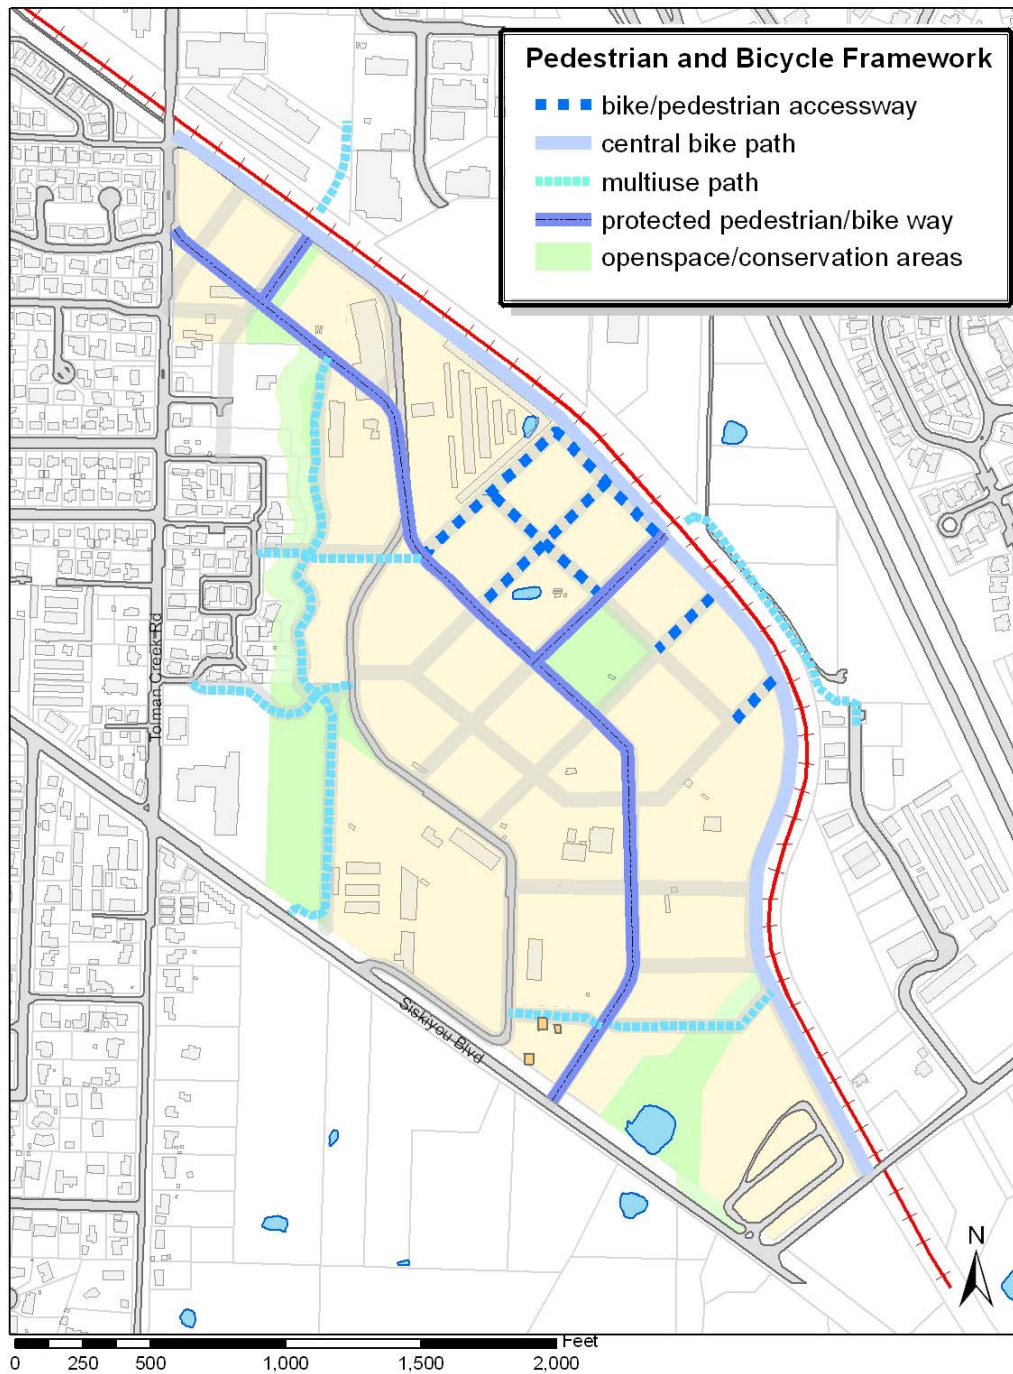 Pedestrian and Bicycle Framework
bike/pedestrian accessway
central bike path
multiuse path
protected pedestrian/bike way
openspace/conservation areas
Tolman Creek Rd
Siskiyou Blvd
N
Feet
0 250 500 1,000 1,500 2,000